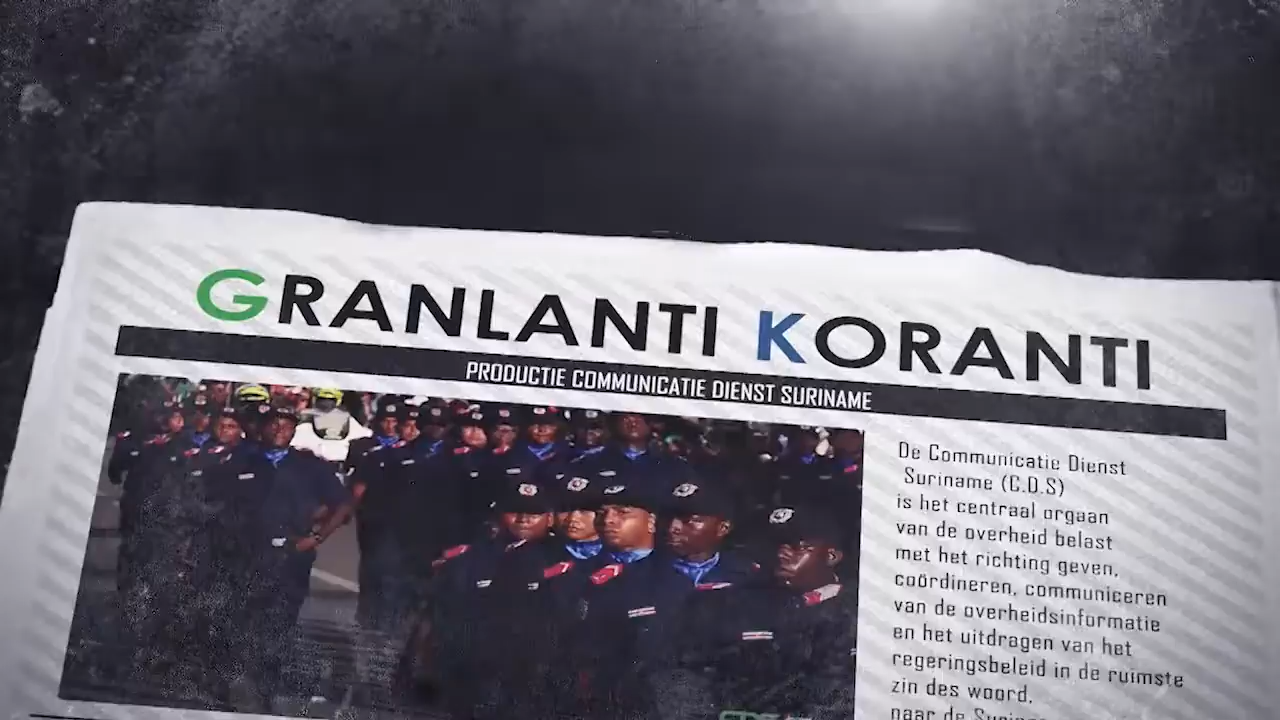 GRANLANTI KORANTI
PRODUCTIE COMMUNICATIE DIENST SURINAME
De Communicatie Dienst
Suriname (C.D.S)
is het centraal orgaan
van de overheid belast
met het richting geven,
coördineren, communiceren
van de overheidsinformatie
en het uitdragen van het
regeringsbeleid in de ruimste
zin des woord,
naar de